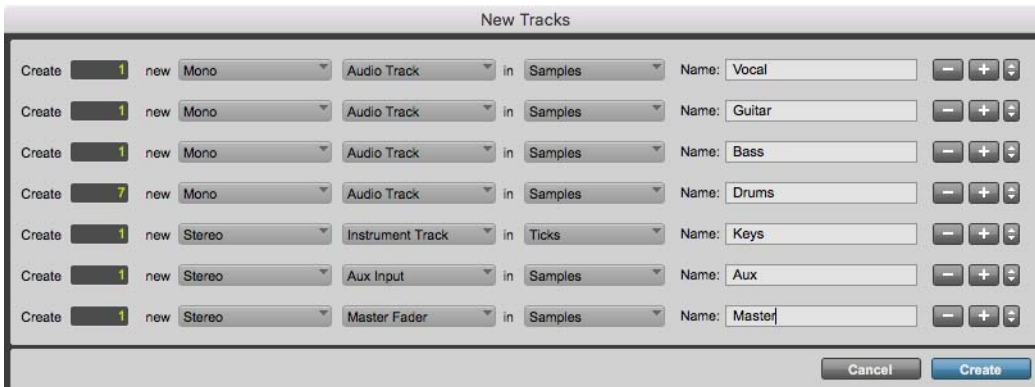 New Tracks
Create 1 new Mono Audio Track in Samples Name: Vocal
Create 1 new Mono Audio Track in Samples Name: Guitar
Create 1 new Mono Audio Track in Samples Name: Bass
Create 7 new Mono Audio Track in Samples Name: Drums
Create 1 new Stereo Instrument Track in Ticks Name: Keys
Create 1 new Stereo Aux Input in Samples Name: Aux
Create 1 new Stereo Master Fader in Samples Name: Master
Cancel Create